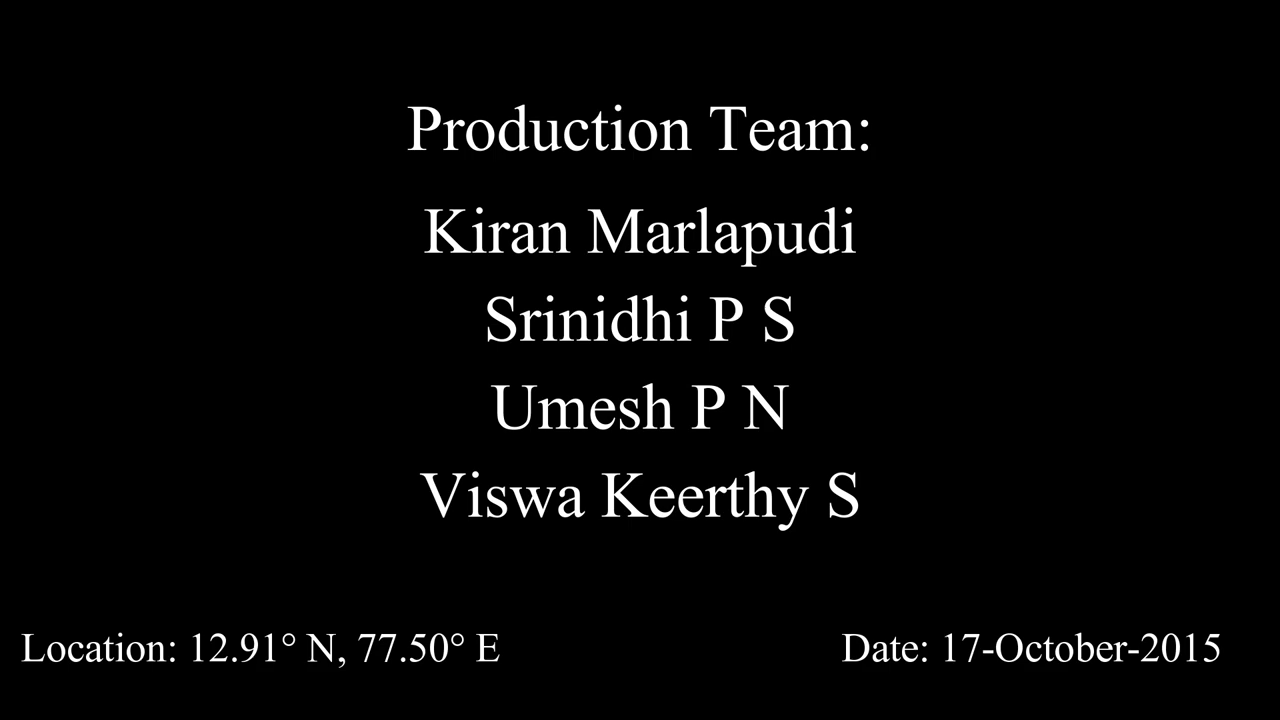 Production Team:
Kiran Marlapudi
Srinidhi P S
Umesh P N
Viswa Keerthy S
Location: 12.91° N, 77.50° E
Date: 17-October-2015